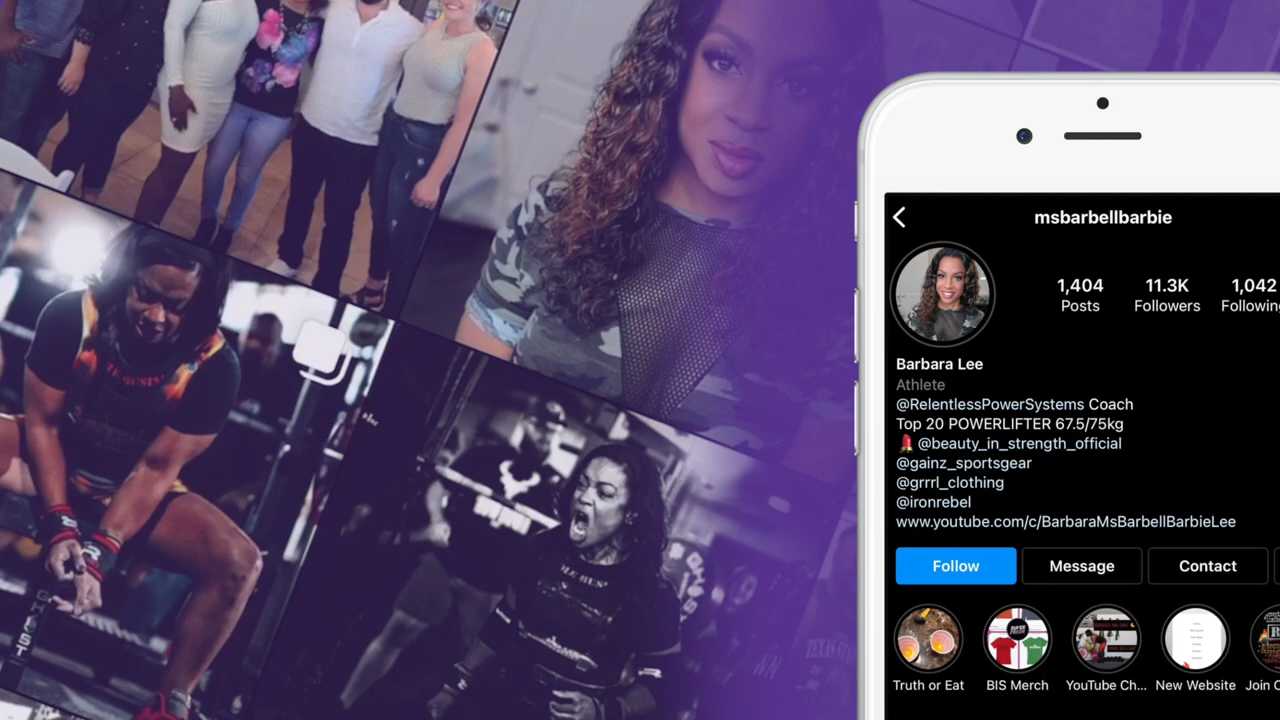 msbarbellbarbie
1,404
11.3K
1,042
Posts
Followers
Following
Barbara Lee
Athlete
@RelentlessPowerSystems Coach
Top 20 POWERLIFTER 67.5/75kg
💄 @beauty_in_strength_official
@gainz_sportsgear
@grrrl_clothing
@ironrebel
www.youtube.com/c/BarbaraMsBarbellBarbieLee
Follow
Message
Contact
Truth or Eat
BIS Merch
YouTube Ch...
New Website
Join